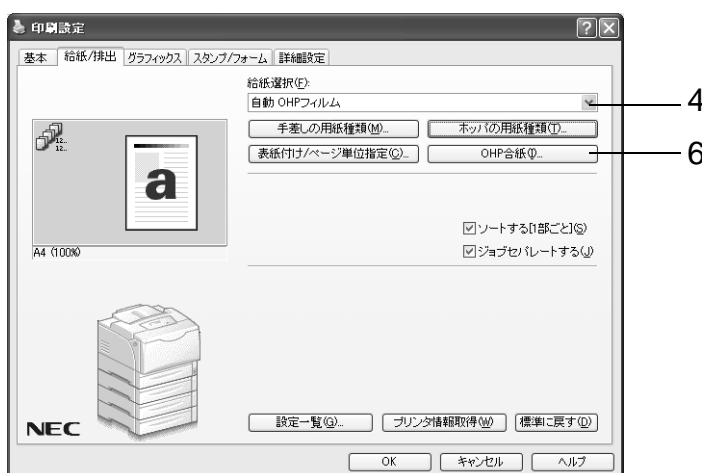 印刷設定
基本 給紙/排出 グラフィックス スタンプ/フォーム 詳細設定
給紙選択(F):
自動 OHPフィルム
4
手差しの用紙種類(M)... ホッパの用紙種類(T)...
表紙付け/ページ単位指定(C)... OHP合紙(I)...
6
12..
12..
a
ソートする[1部ごと](S)
ジョブセパレートする(J)
A4 (100%)
NEC
設定一覧(G)... プリンタ情報取得(W) 標準に戻す(D)
OK キャンセル ヘルプ